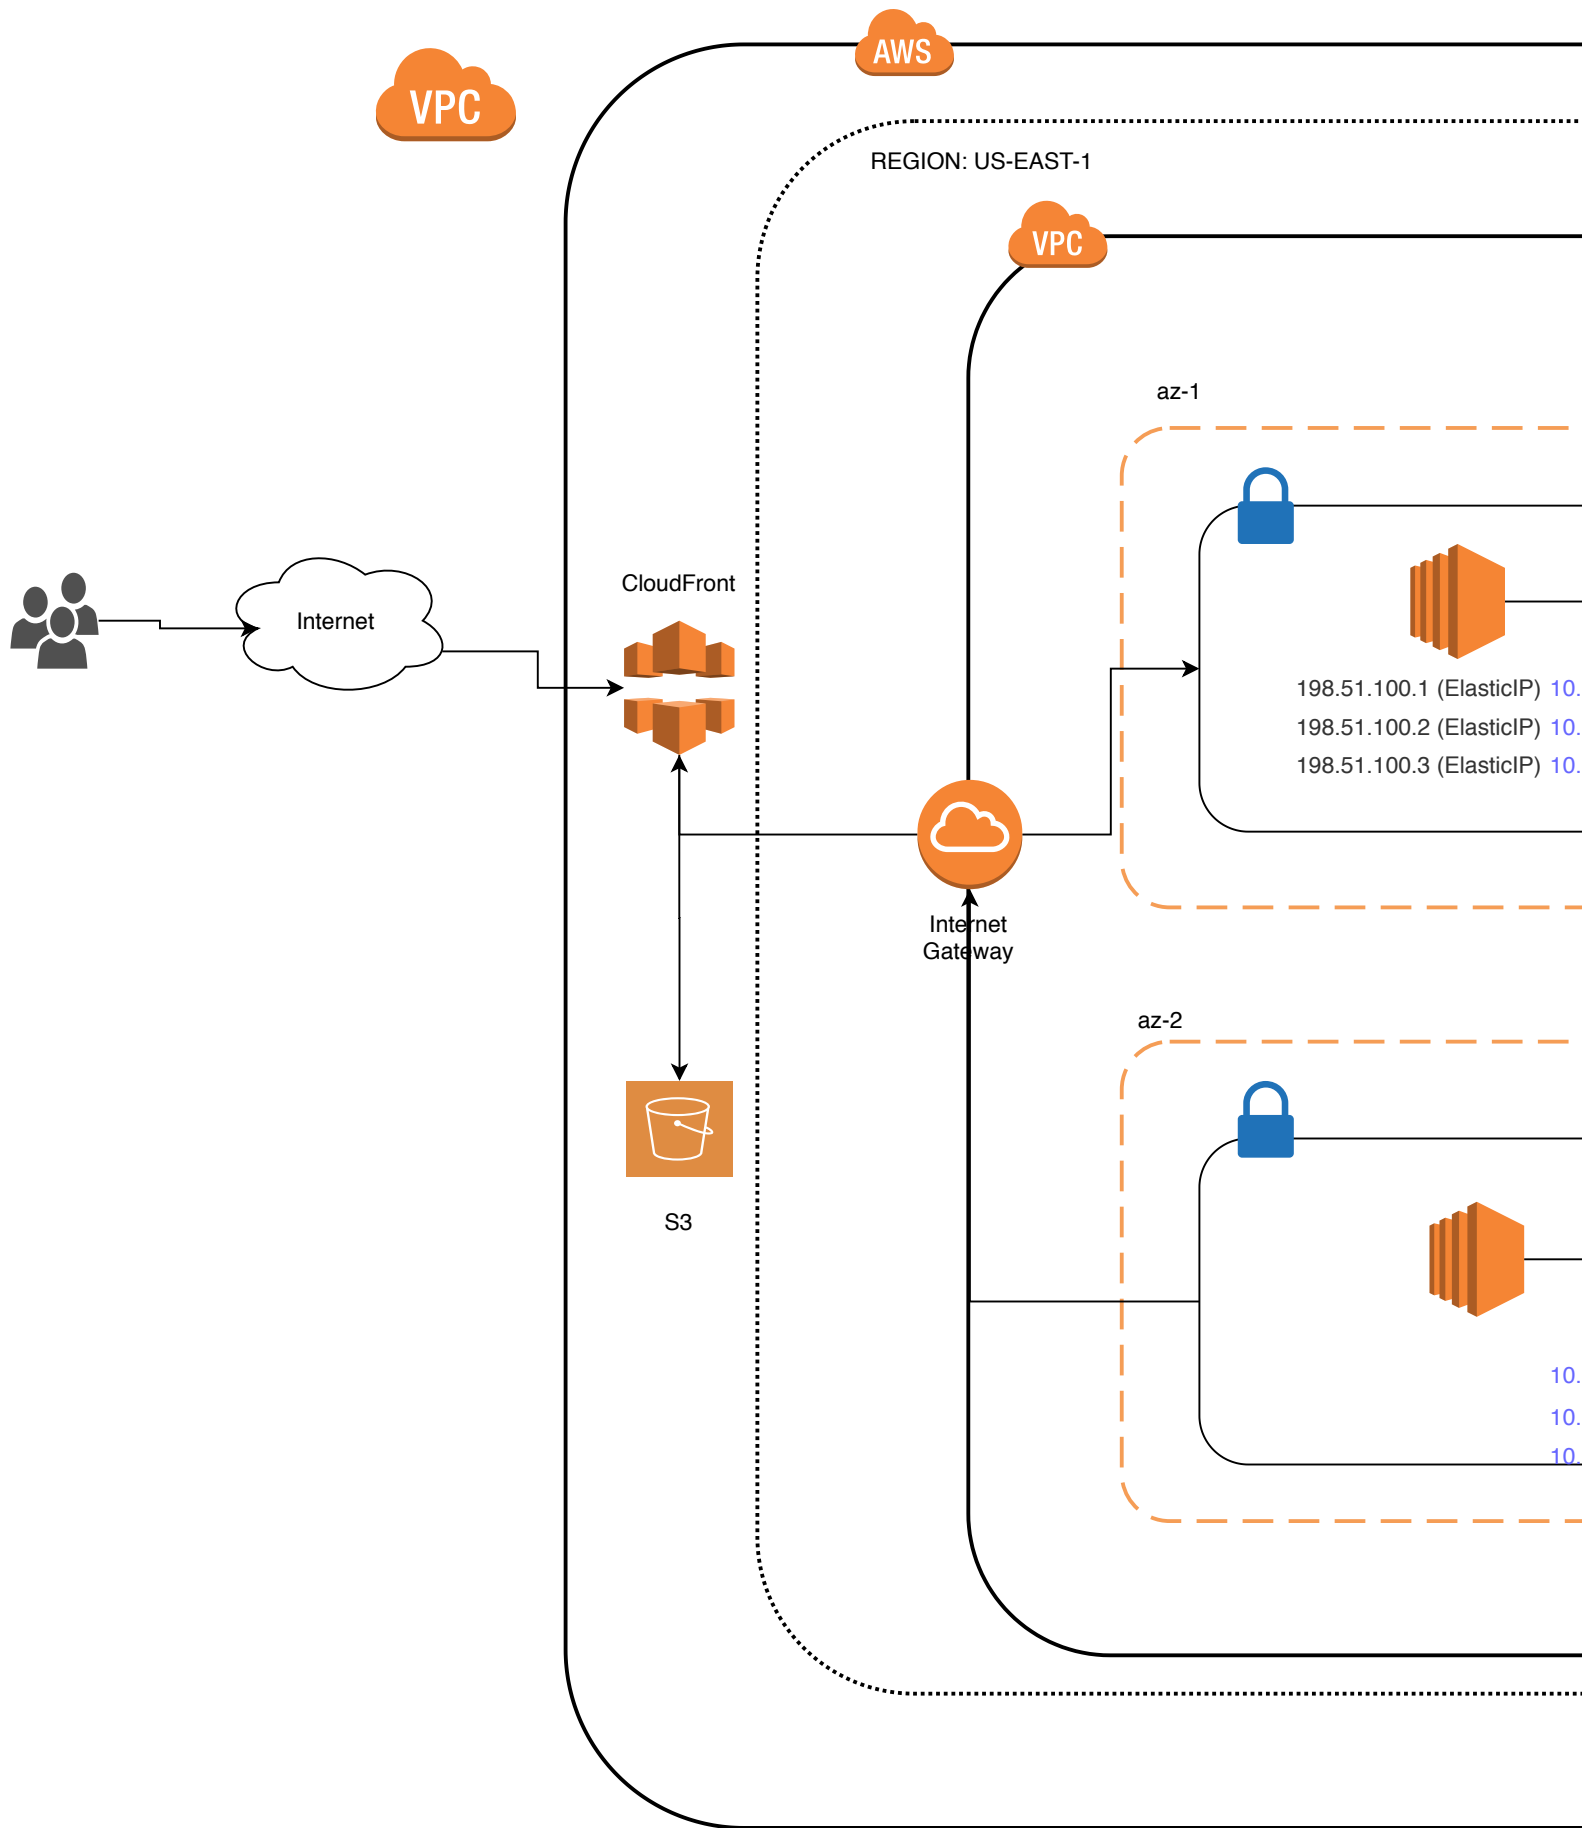 AWS
VPC
REGION: US-EAST-1
VPC
az-1
CloudFront
Internet
198.51.100.1 (ElasticIP) 10.
198.51.100.2 (ElasticIP) 10.
198.51.100.3 (ElasticIP) 10.
Internet
Gateway
az-2
S3
10.
10.
10.